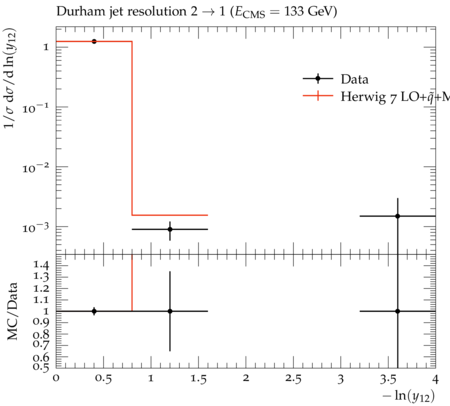 Durham jet resolution 2 → 1 (E_CMS = 133 GeV)
1/σ dσ/d ln(y₁₂)
1
10⁻¹
10⁻²
10⁻³
Data
Herwig 7 LO+q̃+M
MC/Data
1.4
1.3
1.2
1.1
1
0.9
0.8
0.7
0.6
0.5
0 0.5 1 1.5 2 2.5 3 3.5 4
− ln(y₁₂)